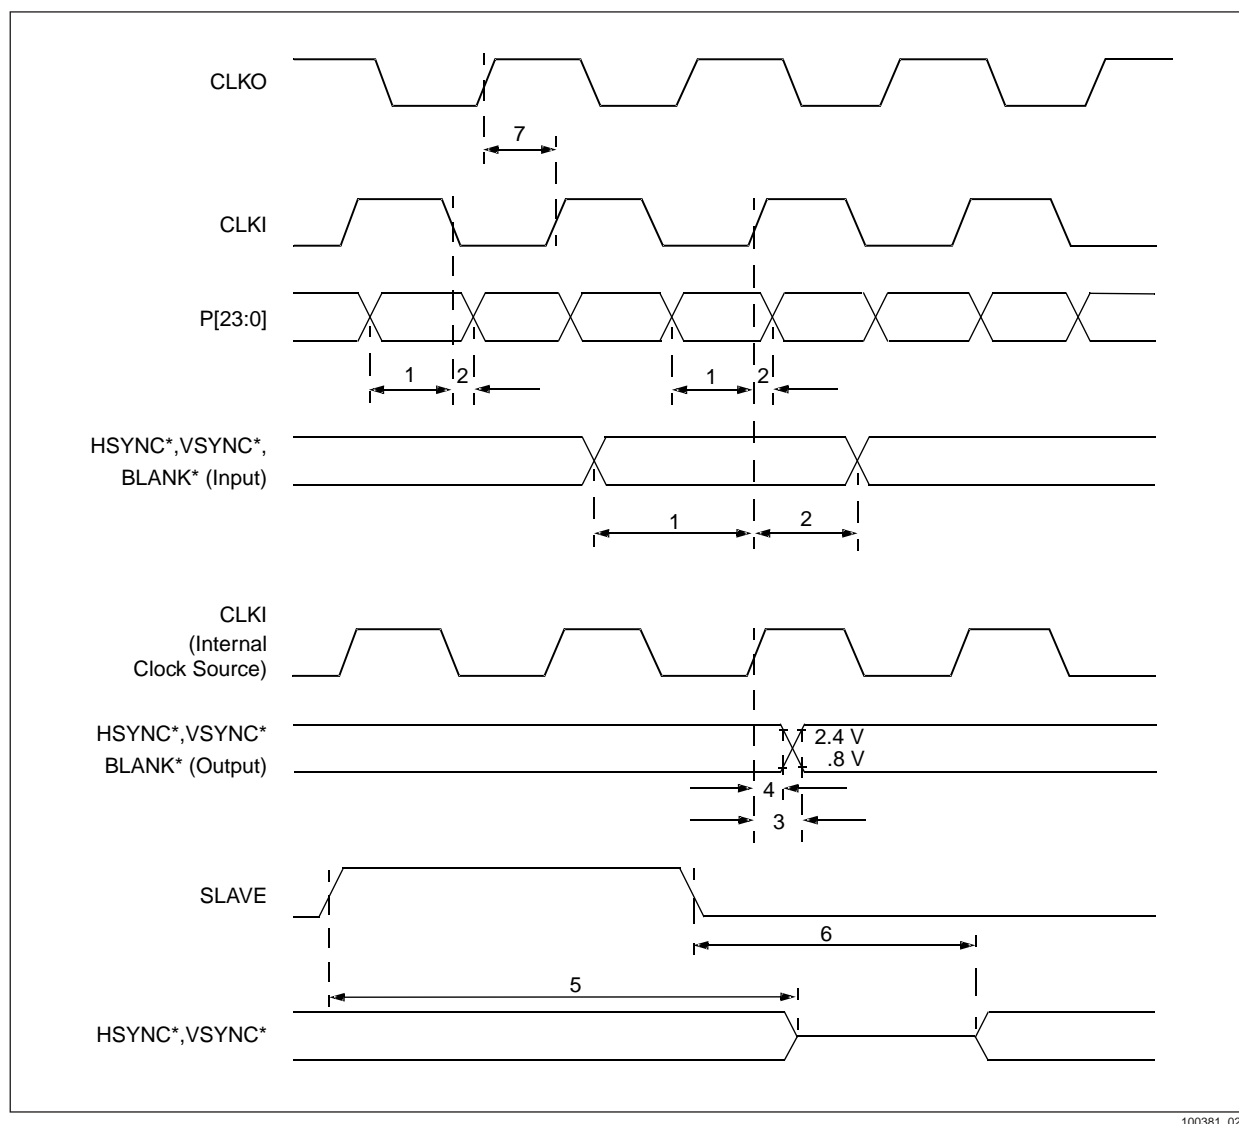 CLKO
7
CLKI
P[23:0]
1 2 1 2
HSYNC*,VSYNC*,
BLANK* (Input)
1 2
CLKI
(Internal
Clock Source)
HSYNC*,VSYNC*
2.4 V
BLANK* (Output)
.8 V
4
3
SLAVE
6
5
HSYNC*,VSYNC*